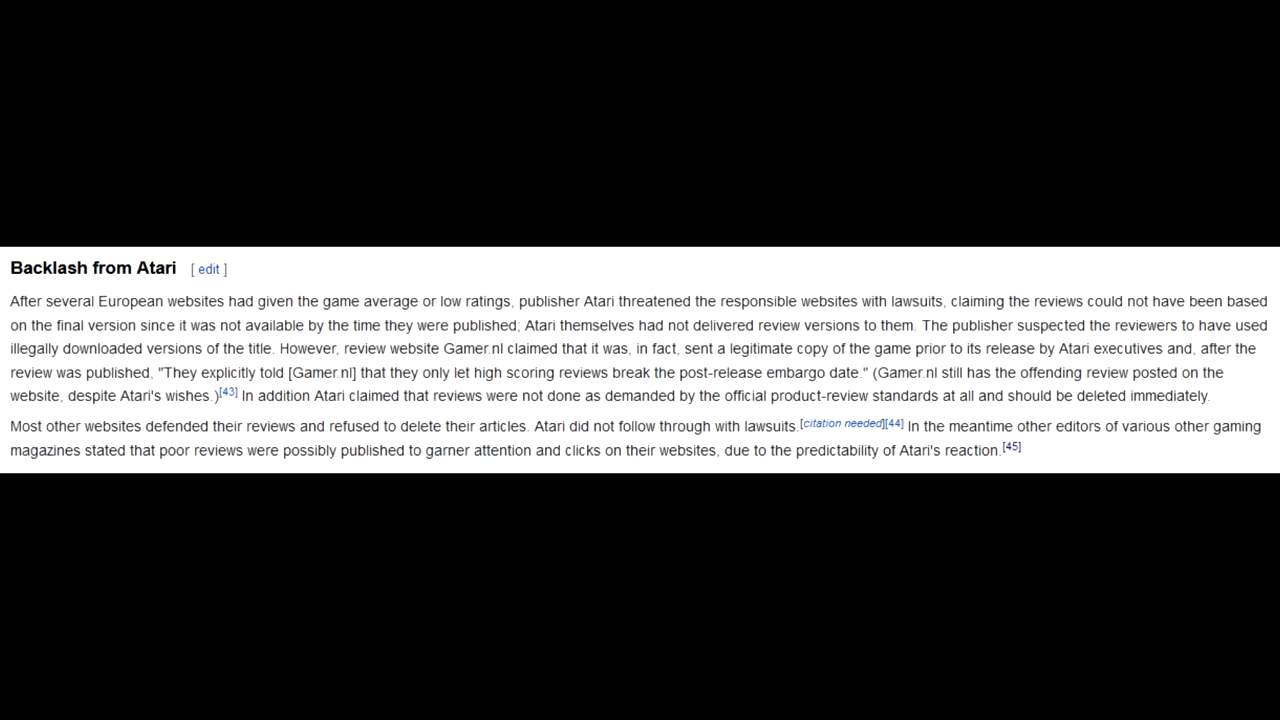 Backlash from Atari [ edit ]
After several European websites had given the game average or low ratings, publisher Atari threatened the responsible websites with lawsuits, claiming the reviews could not have been based
on the final version since it was not available by the time they were published; Atari themselves had not delivered review versions to them. The publisher suspected the reviewers to have used
illegally downloaded versions of the title. However, review website Gamer.nl claimed that it was, in fact, sent a legitimate copy of the game prior to its release by Atari executives and, after the
review was published, "They explicitly told [Gamer.nl] that they only let high scoring reviews break the post-release embargo date." (Gamer.nl still has the offending review posted on the
website, despite Atari's wishes.)[43] In addition Atari claimed that reviews were not done as demanded by the official product-review standards at all and should be deleted immediately.
Most other websites defended their reviews and refused to delete their articles. Atari did not follow through with lawsuits.[citation needed][44] In the meantime other editors of various other gaming
magazines stated that poor reviews were possibly published to garner attention and clicks on their websites, due to the predictability of Atari's reaction.[45]